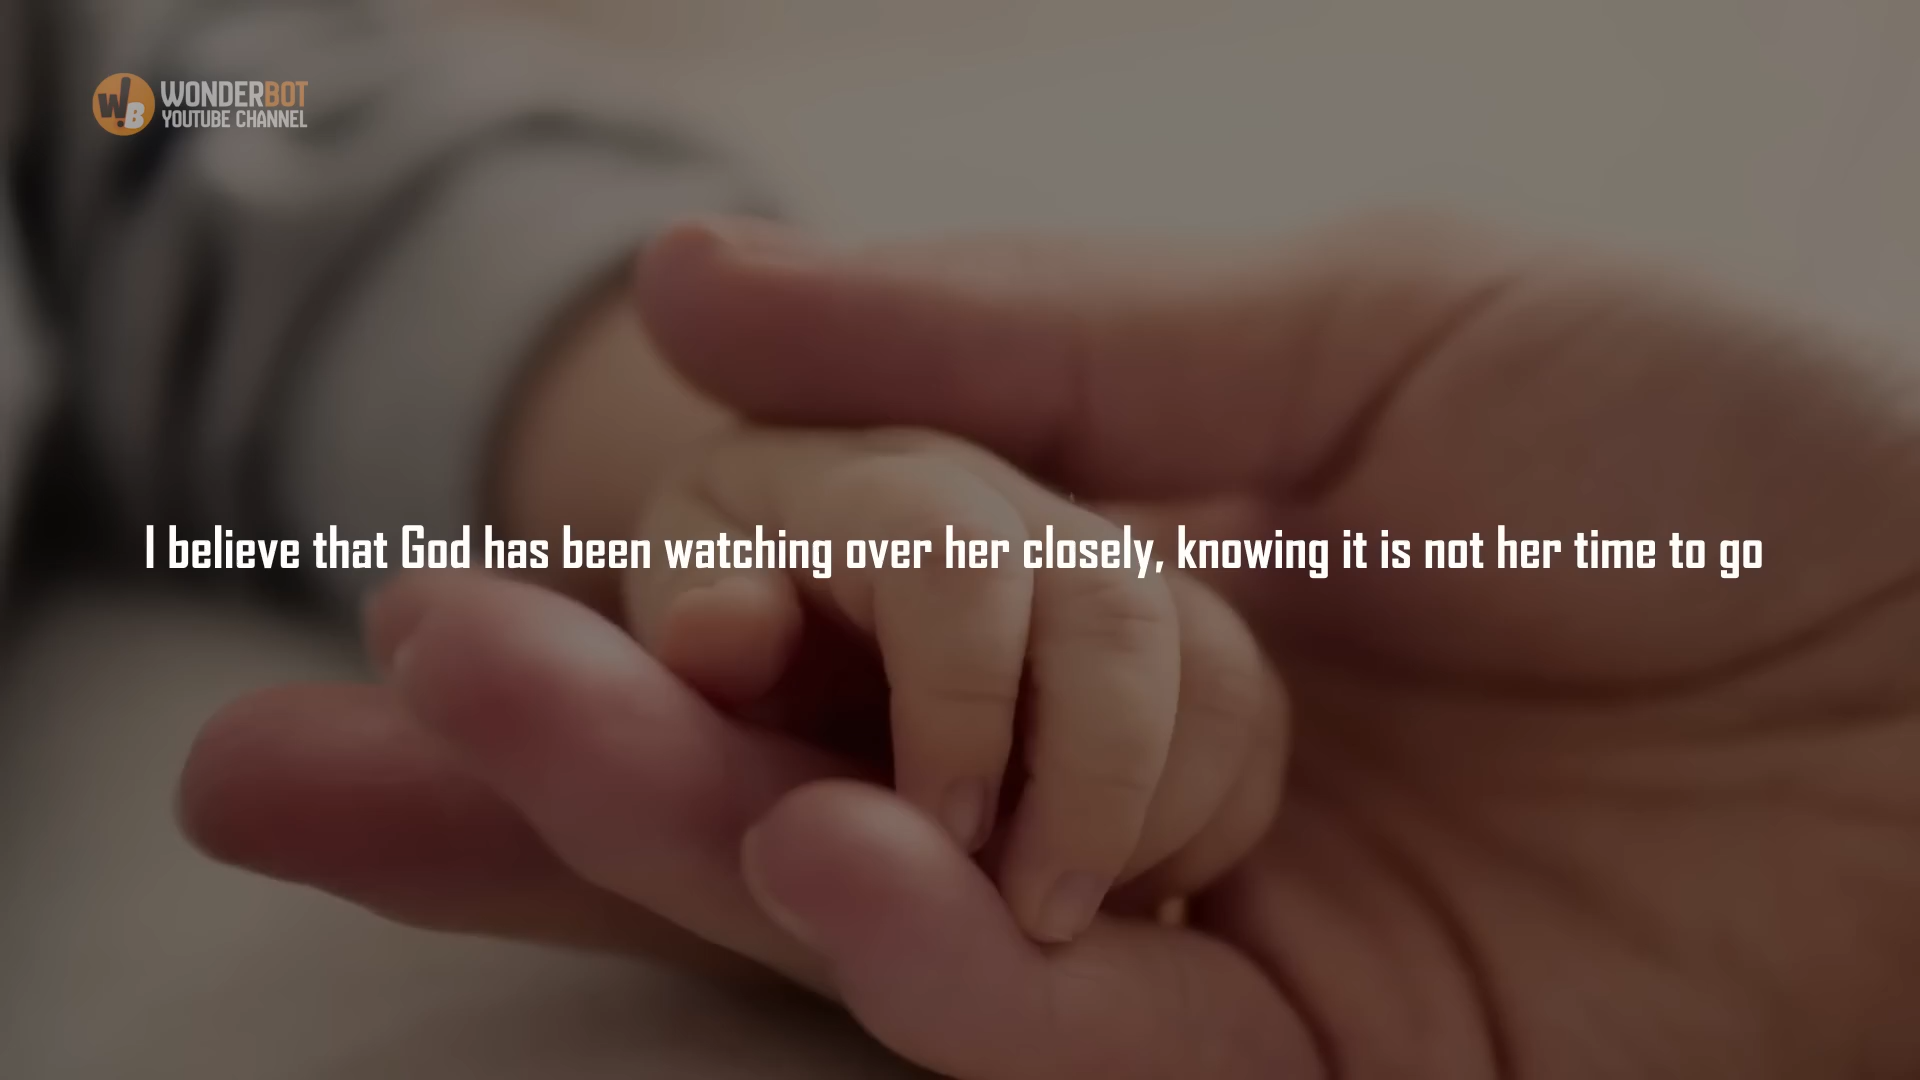 W!B
WONDERBOT
YOUTUBE CHANNEL
I believe that God has been watching over her closely, knowing it is not her time to go